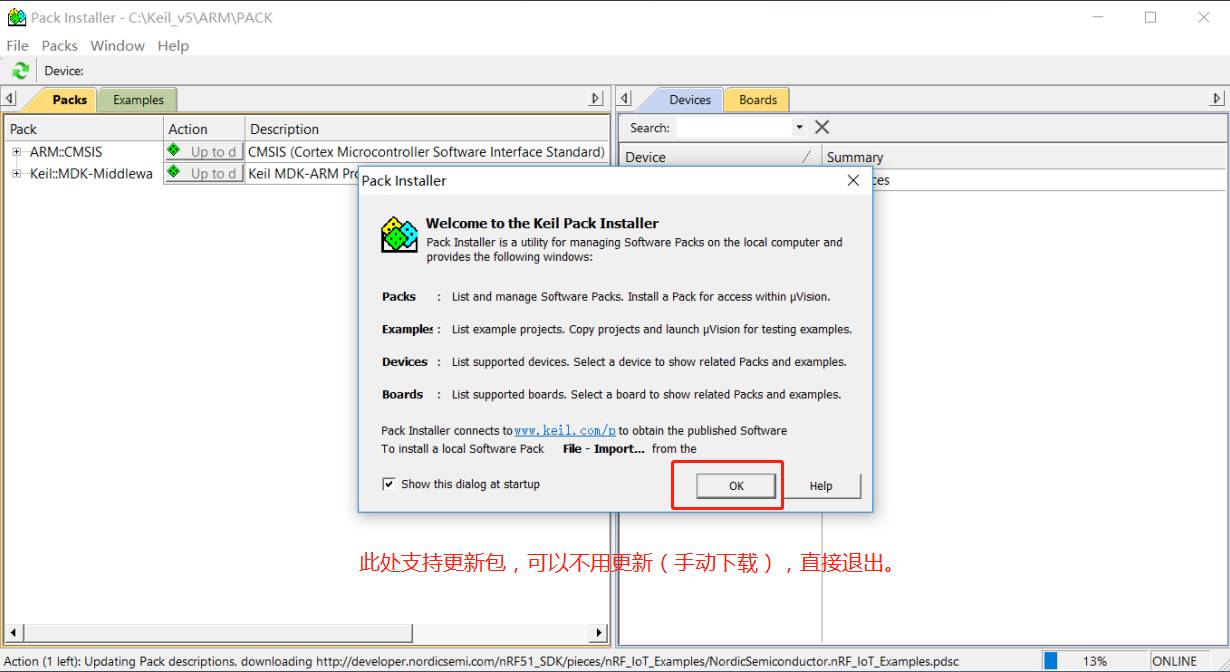 Pack Installer - C:\Keil_v5\ARM\PACK
File Packs Window Help
Device:
Packs Examples
Devices Boards
Pack Action Description
ARM::CMSIS Up to d CMSIS (Cortex Microcontroller Software Interface Standard)
Keil::MDK-Middlewa Up to d Keil MDK-ARM Pro
Search:
Device Summary
ces
Pack Installer
Welcome to the Keil Pack Installer
Pack Installer is a utility for managing Software Packs on the local computer and
provides the following windows:
Packs : List and manage Software Packs. Install a Pack for access within µVision.
Examples : List example projects. Copy projects and launch µVision for testing examples.
Devices : List supported devices. Select a device to show related Packs and examples.
Boards : List supported boards. Select a board to show related Packs and examples.
Pack Installer connects to www.keil.com/p to obtain the published Software
To install a local Software Pack File - Import... from the
Show this dialog at startup
OK Help
此处支持更新包，可以不用更新（手动下载），直接退出。
Action (1 left): Updating Pack descriptions, downloading http://developer.nordicsemi.com/nRF51_SDK/pieces/nRF_IoT_Examples/NordicSemiconductor.nRF_IoT_Examples.pdsc 13% ONLINE